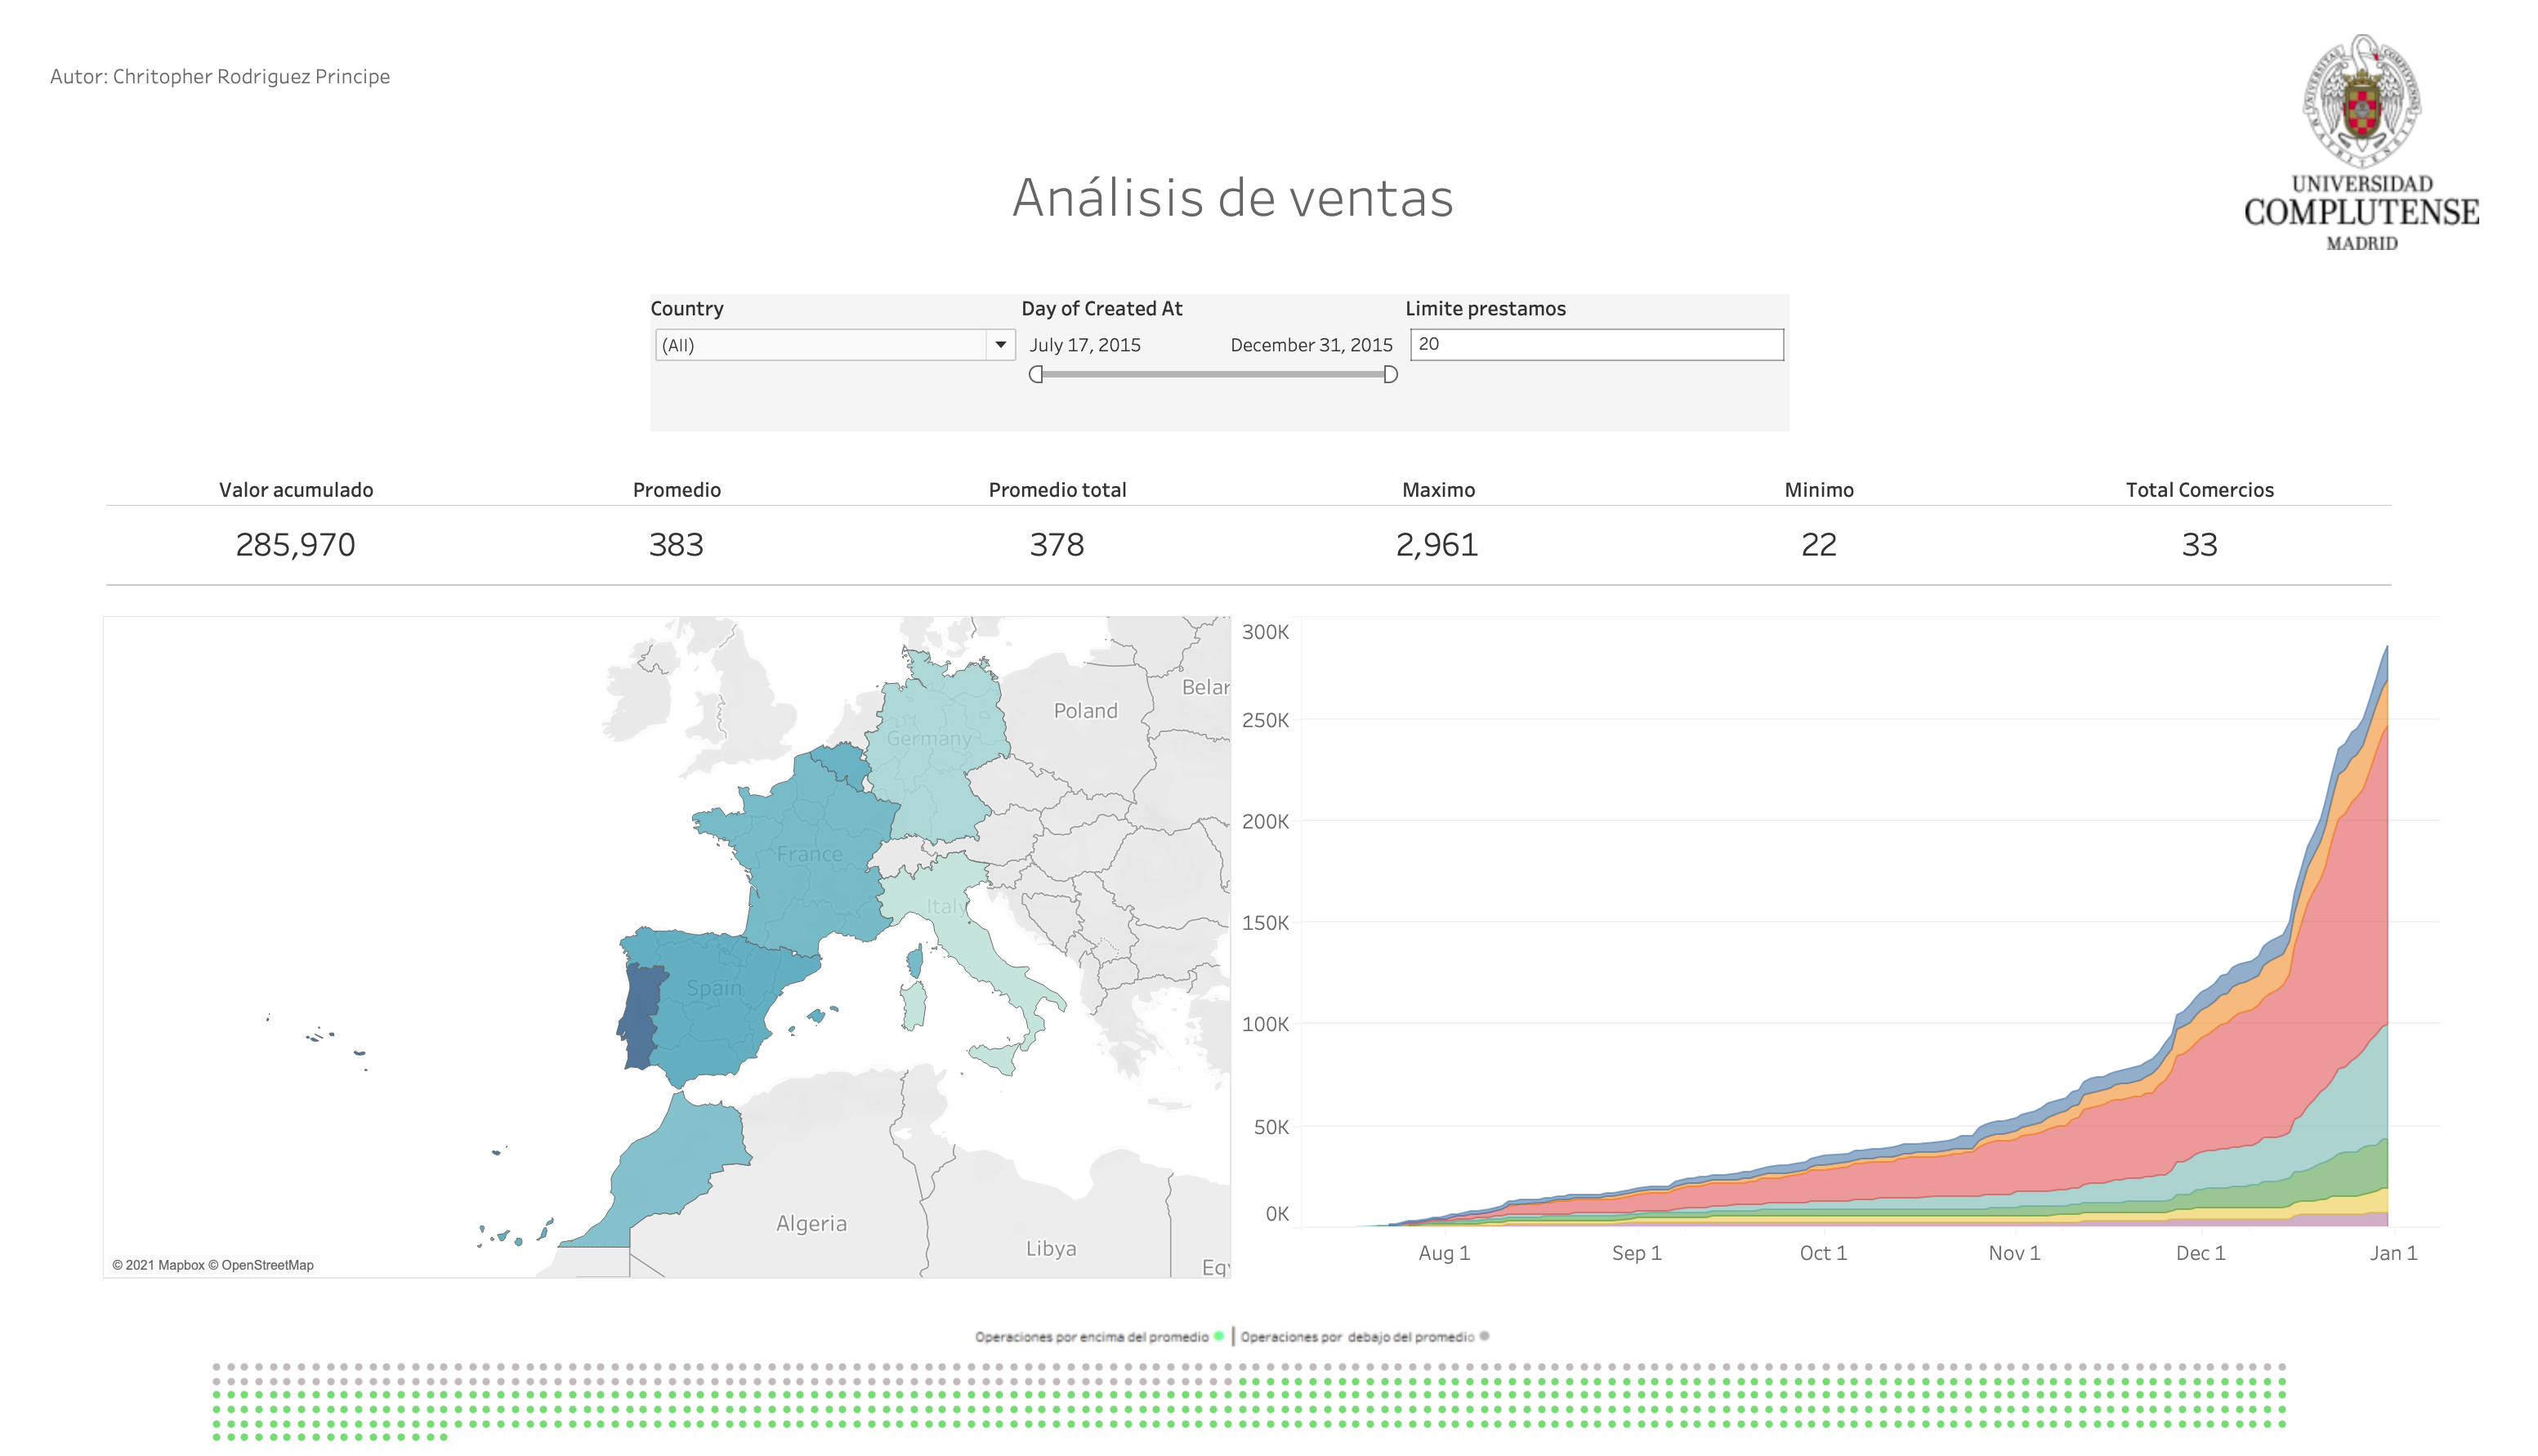 Autor: Chritopher Rodriguez Principe
UNIVERSIDAD
COMPLUTENSE
MADRID
Análisis de ventas
Country
Day of Created At
Limite prestamos
(All)
July 17, 2015
December 31, 2015
20
Valor acumulado
Promedio
Promedio total
Maximo
Minimo
Total Comercios
285,970
383
378
2,961
22
33
Belar
Poland
Germany
France
Italy
Spain
Algeria
Libya
Egy
© 2021 Mapbox © OpenStreetMap
300K
250K
200K
150K
100K
50K
0K
Aug 1
Sep 1
Oct 1
Nov 1
Dec 1
Jan 1
Operaciones por encima del promedio | Operaciones por debajo del promedio